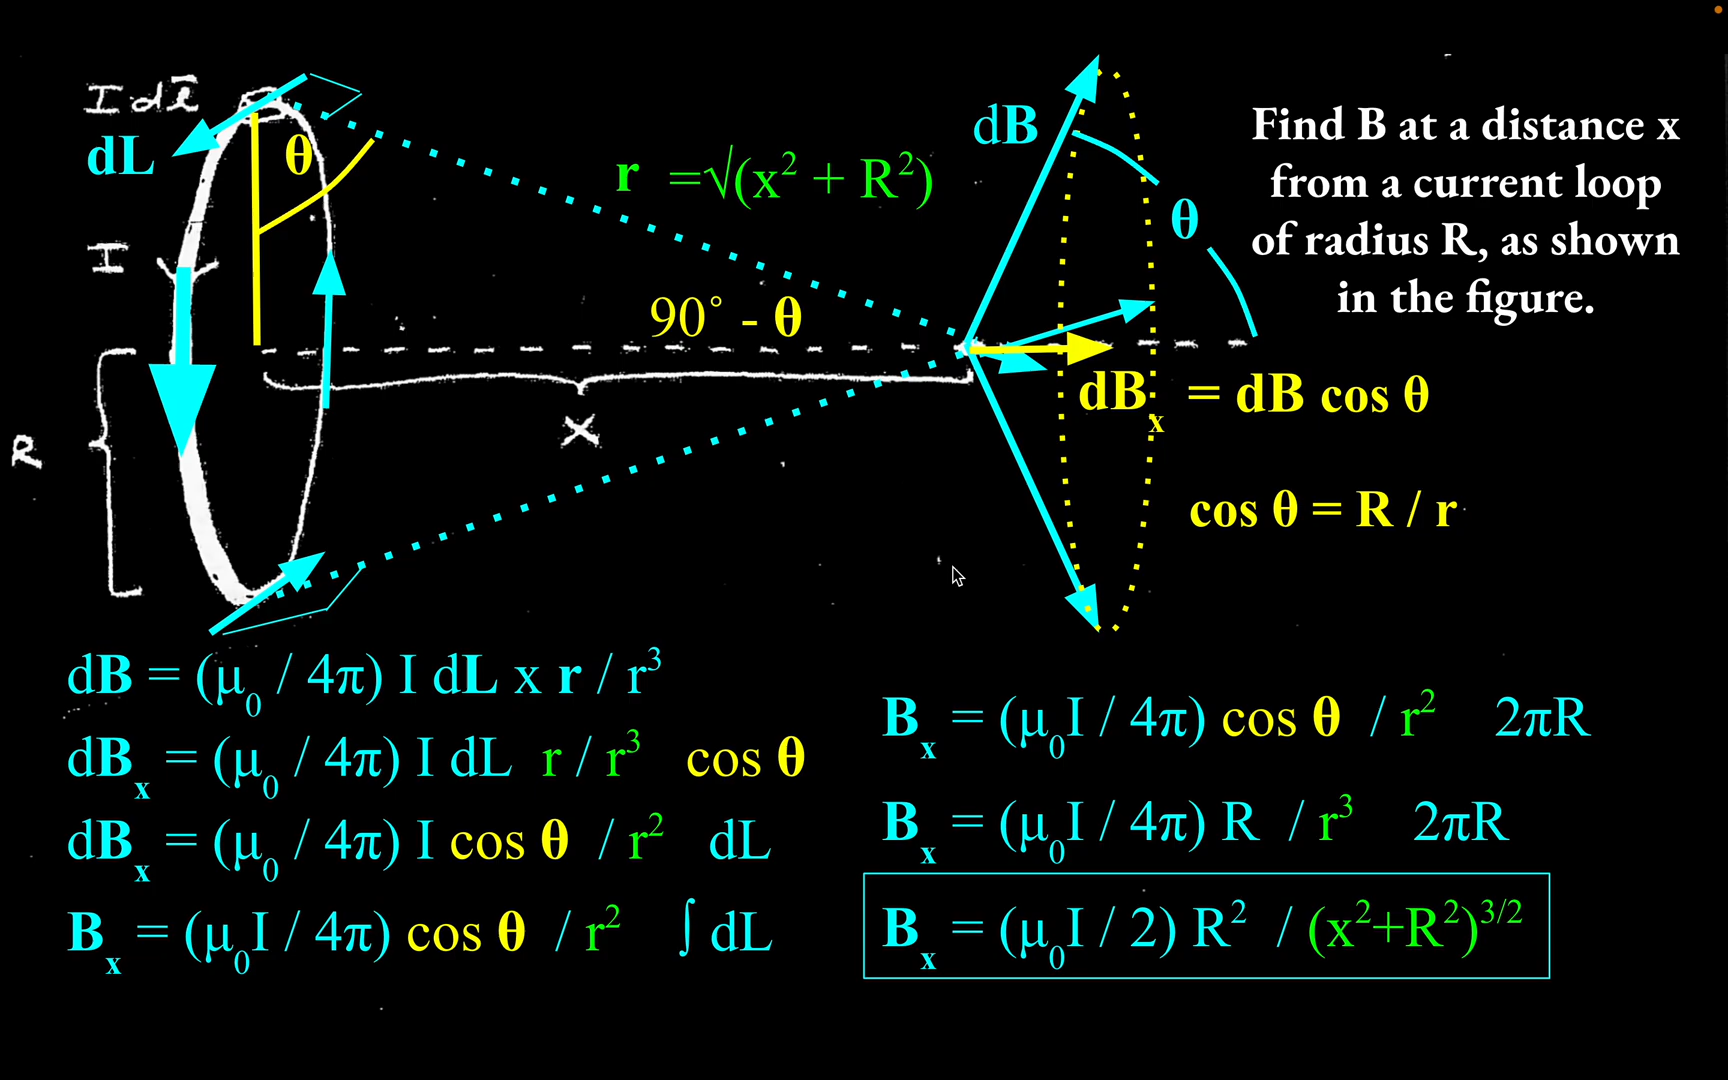 I dl̄
dL
θ
r =√(x² + R²)
dB
θ
Find B at a distance x
from a current loop
of radius R, as shown
in the figure.
I
90° - θ
dBₓ = dB cos θ
R
X
cos θ = R / r
dB = (μ₀ / 4π) I dL x r / r³
dBₓ = (μ₀ / 4π) I dL r / r³ cos θ
dBₓ = (μ₀ / 4π) I cos θ / r² dL
Bₓ = (μ₀I / 4π) cos θ / r² ∫ dL
Bₓ = (μ₀I / 4π) cos θ / r² 2πR
Bₓ = (μ₀I / 4π) R / r³ 2πR
Bₓ = (μ₀I / 2) R² / (x²+R²)³/²